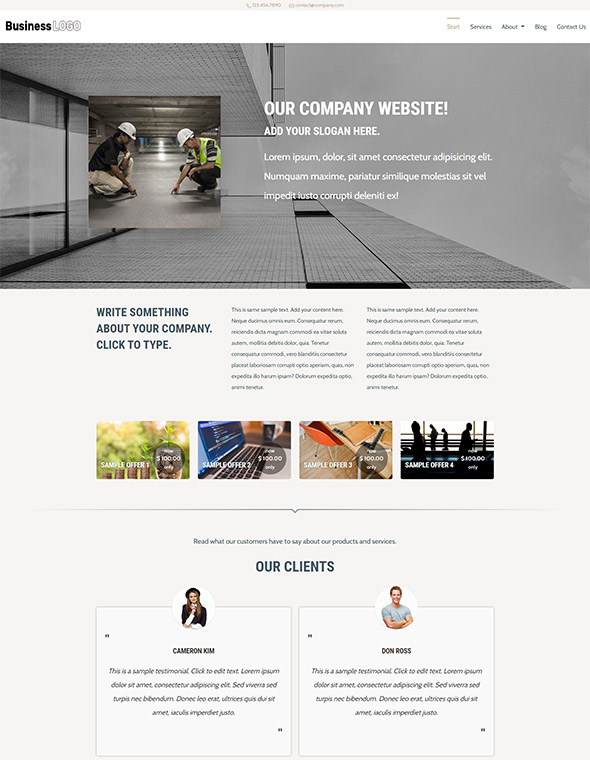 123.456.7890 contact@company.com
Business LOGO
Start Services About Blog Contact Us
OUR COMPANY WEBSITE!
ADD YOUR SLOGAN HERE.
Lorem ipsum, dolor, sit amet consectetur adipisicing elit.
Numquam maxime, pariatur similique molestias sit vel
impedit iusto corrupti deleniti ex!
WRITE SOMETHING
ABOUT YOUR COMPANY.
CLICK TO TYPE.
This is same sample text. Add your content here.
Neque ducimus omnis eum. Consequatur rerum,
reiciendis dicta magnam commodi ea vitae soluta
autem, mollitia debitis dolor, quia. Tenetur
consequatur commodi, vero blanditiis consectetur
placeat laboriosam corrupti optio aperiam, quas, non
expedita illo harum ipsam? Dolorum expedita optio,
animi tenetur.
This is same sample text. Add your content here.
Neque ducimus omnis eum. Consequatur rerum,
reiciendis dicta magnam commodi ea vitae soluta
autem, mollitia debitis dolor, quia. Tenetur
consequatur commodi, vero blanditiis consectetur
placeat laboriosam corrupti optio aperiam, quas, non
expedita illo harum ipsam? Dolorum expedita optio,
animi tenetur.
SAMPLE OFFER 1
now
$ 100.00
only
SAMPLE OFFER 2
now
$ 100.00
only
SAMPLE OFFER 3
now
$ 100.00
only
SAMPLE OFFER 4
now
$ 100.00
only
Read what our customers have to say about our products and services.
OUR CLIENTS
"
CAMERON KIM
This is a sample testimonial. Click to edit text. Lorem ipsum
dolor sit amet, consectetur adipiscing elit. Sed viverra sed
turpis nec bibendum. Donec leo erat, ultrices quis dui sit
amet, iaculis imperdiet justo.
"
"
DON ROSS
This is a sample testimonial. Click to edit text. Lorem ipsum
dolor sit amet, consectetur adipiscing elit. Sed viverra sed
turpis nec bibendum. Donec leo erat, ultrices quis dui sit
amet, iaculis imperdiet justo.
"